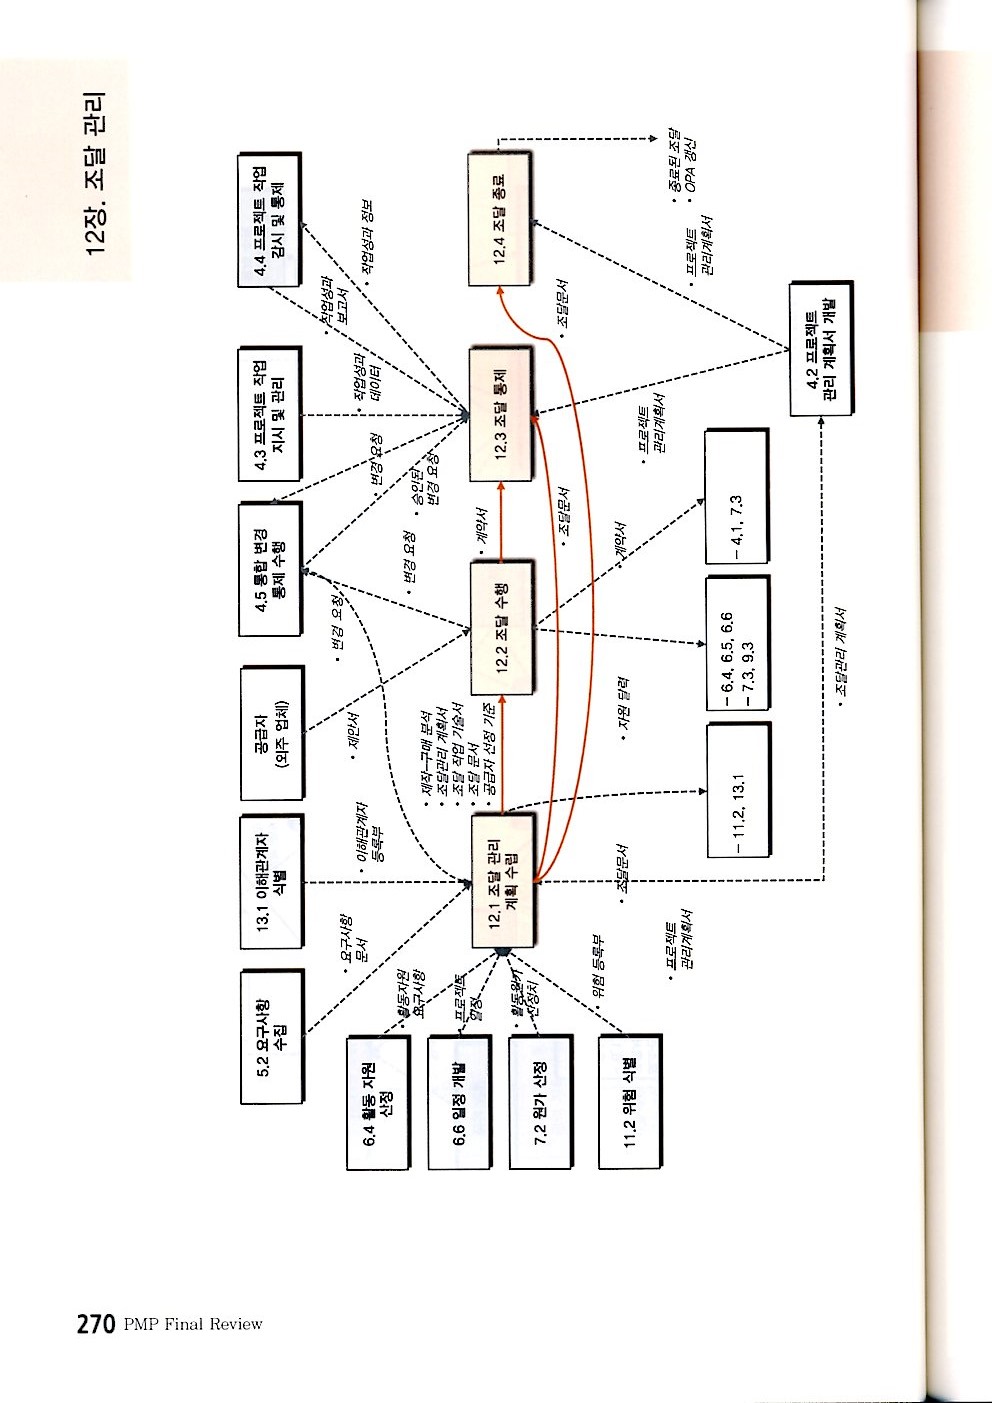 12장. 조달 관리
5.2 요구사항
수집
13.1 이해관계자
식별
공급자
(외주 업체)
4.5 통합 변경
통제 수행
4.3 프로젝트 작업
지시 및 관리
4.4 프로젝트 작업
감시 및 통제
• 요구사항
문서
• 이해관계자
등록부
• 제안서
• 변경 요청
• 변경 요청
• 변경 요청
• 승인된
변경 요청
• 작업성과
데이터
• 작업성과
보고서
• 작업성과 정보
6.4 활동 자원
산정
6.6 일정 개발
7.2 원가 산정
11.2 위험 식별
• 활동자원
요구사항
• 프로젝트
일정
• 활동원가
산정치
• 위험 등록부
• 프로젝트
관리계획서
12.1 조달 관리
계획 수립
• 제작–구매 분석
• 조달관리 계획서
• 조달 작업 기술서
• 조달 문서
• 공급자 선정 기준
12.2 조달 수행
• 계약서
12.3 조달 통제
12.4 조달 종료
• 조달문서
• 조달문서
• 조달문서
• 자원 달력
• 계약서
• 프로젝트
관리계획서
• 프로젝트
관리계획서
• 종료된 조달
• OPA 갱신
– 11.2, 13.1
– 6.4, 6.5, 6.6
– 7.3, 9.3
– 4.1, 7.3
4.2 프로젝트
관리 계획서 개발
• 조달관리 계획서
270 PMP Final Review